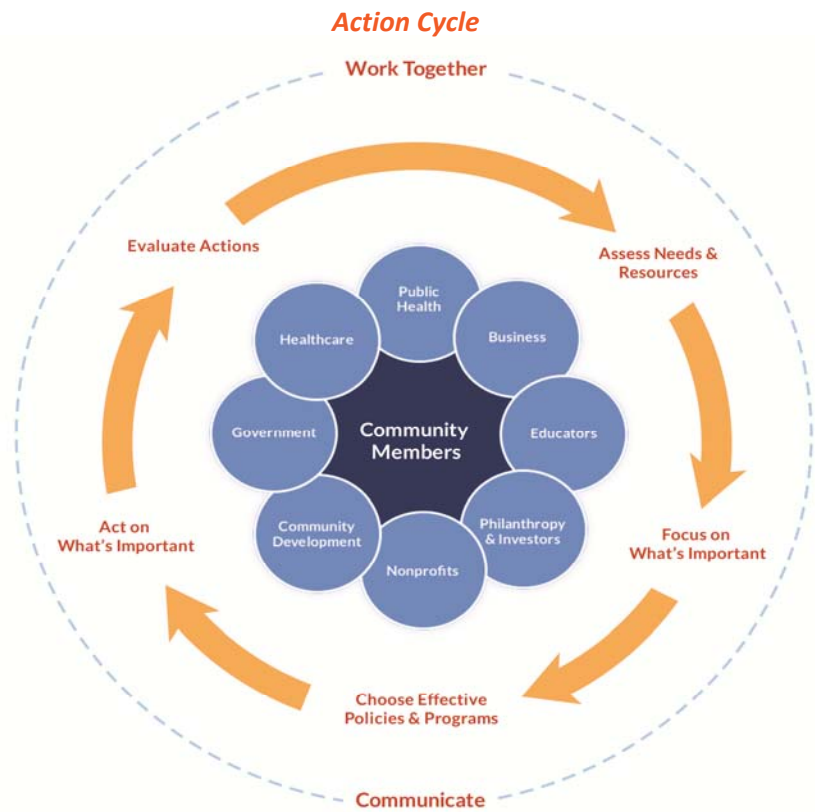 Action Cycle
Work Together
Evaluate Actions
Assess Needs &
Resources
Public
Health
Healthcare
Business
Government
Community
Members
Educators
Act on
What's Important
Community
Development
Philanthropy
& Investors
Focus on
What's Important
Nonprofits
Choose Effective
Policies & Programs
Communicate